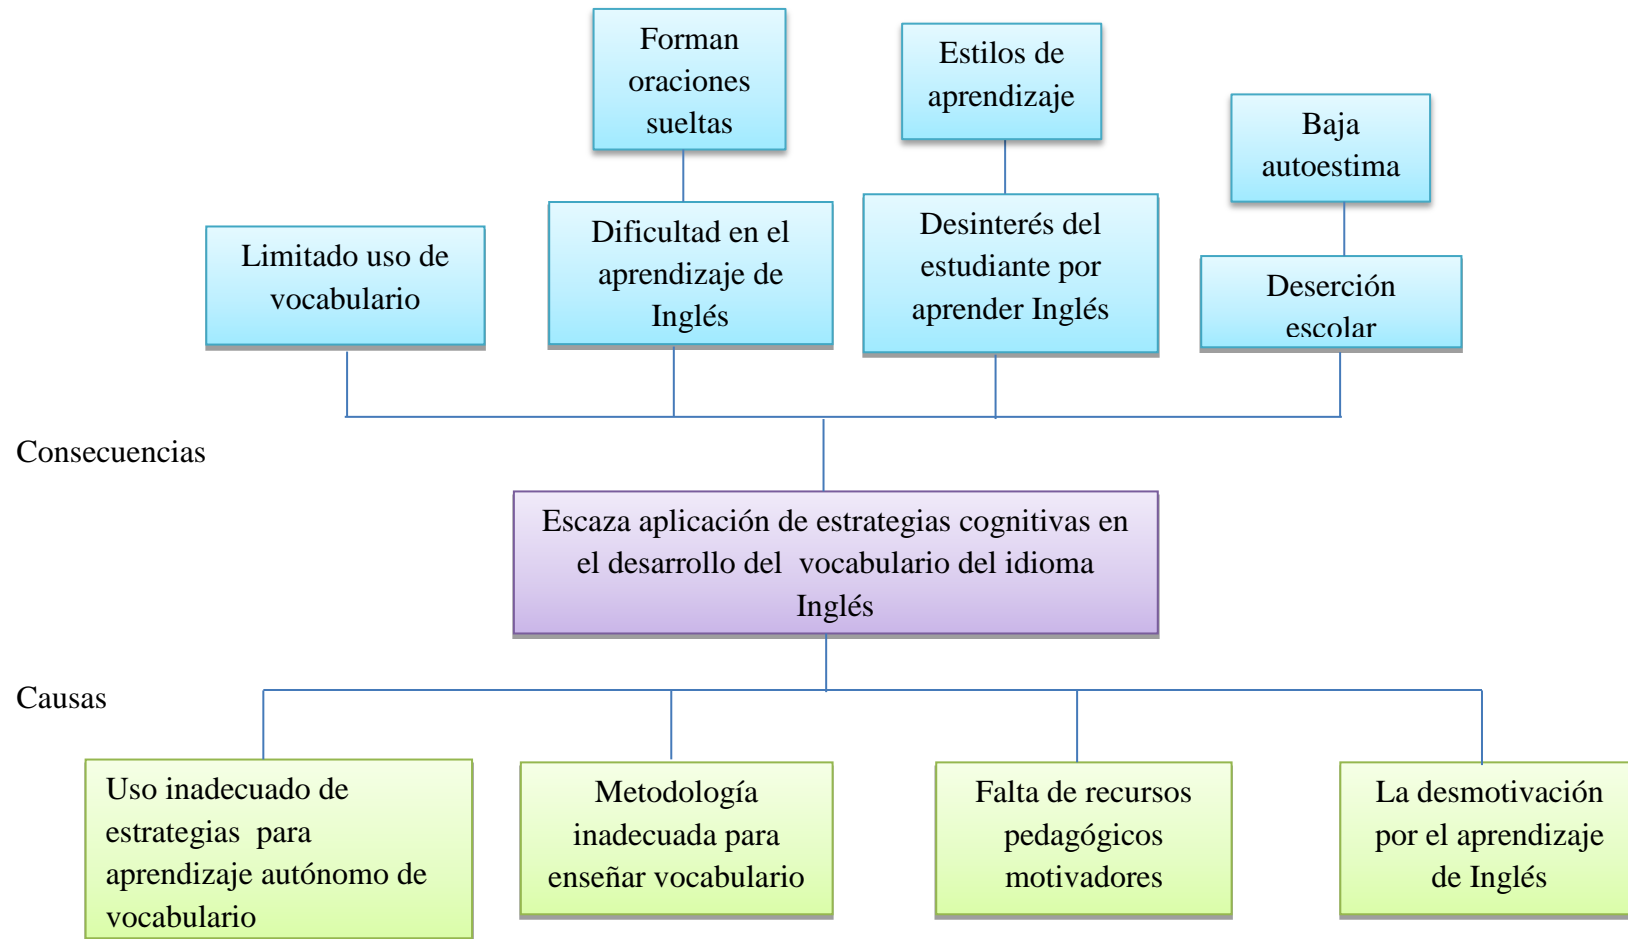 Forman
oraciones
sueltas
Estilos de
aprendizaje
Baja
autoestima
Limitado uso de
vocabulario
Dificultad en el
aprendizaje de
Inglés
Desinterés del
estudiante por
aprender Inglés
Deserción
escolar
Consecuencias
Escaza aplicación de estrategias cognitivas en
el desarrollo del  vocabulario del idioma
Inglés
Causas
Uso inadecuado de
estrategias  para
aprendizaje autónomo de
vocabulario
Metodología
inadecuada para
enseñar vocabulario
Falta de recursos
pedagógicos
motivadores
La desmotivación
por el aprendizaje
de Inglés